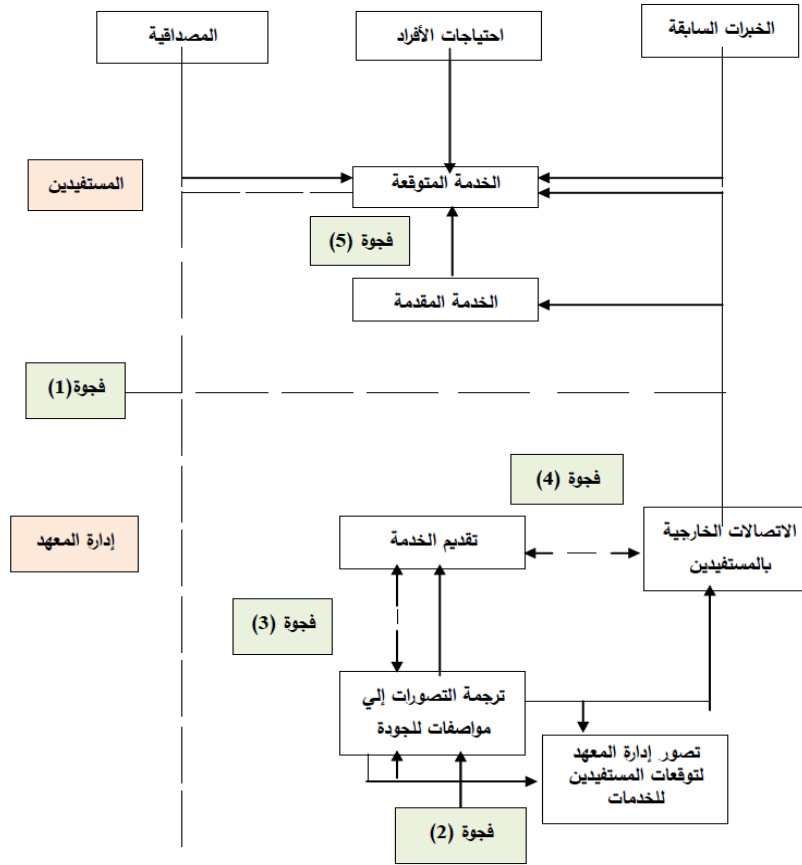 الخبرات السابقة
احتياجات الأفراد
المصداقية
المستفيدين
الخدمة المتوقعة
فجوة (5)
الخدمة المقدمة
فجوة(1)
فجوة (4)
إدارة المعهد
تقديم الخدمة
الاتصالات الخارجية
بالمستفيدين
فجوة (3)
ترجمة التصورات إلي
مواصفات للجودة
تصور إدارة المعهد
لتوقعات المستفيدين
للخدمات
فجوة (2)